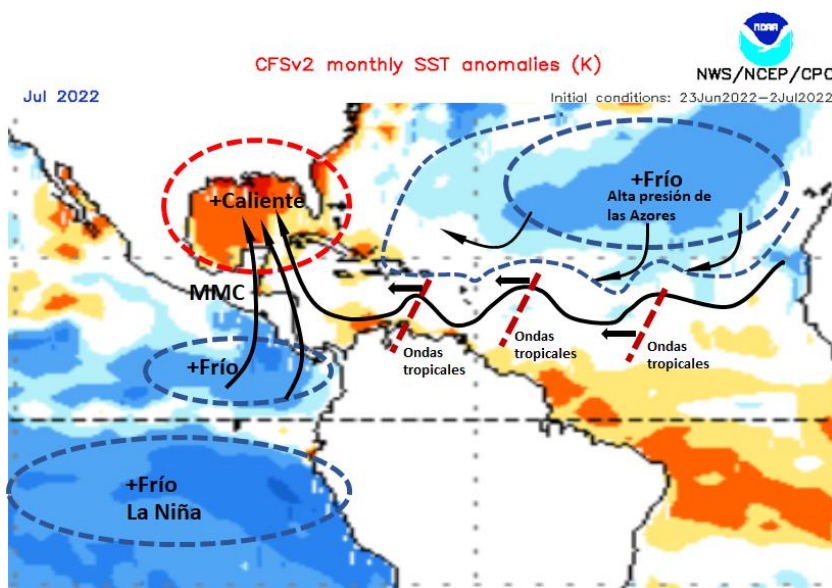 NOAA
CFSv2 monthly SST anomalies (K)
NWS/NCEP/CPC
Jul 2022
Initial conditions: 23Jun2022-2Jul2022
+Caliente
+Frío
Alta presión de
las Azores
MMC
+Frío
Ondas
tropicales
Ondas
tropicales
Ondas
tropicales
+Frío
La Niña